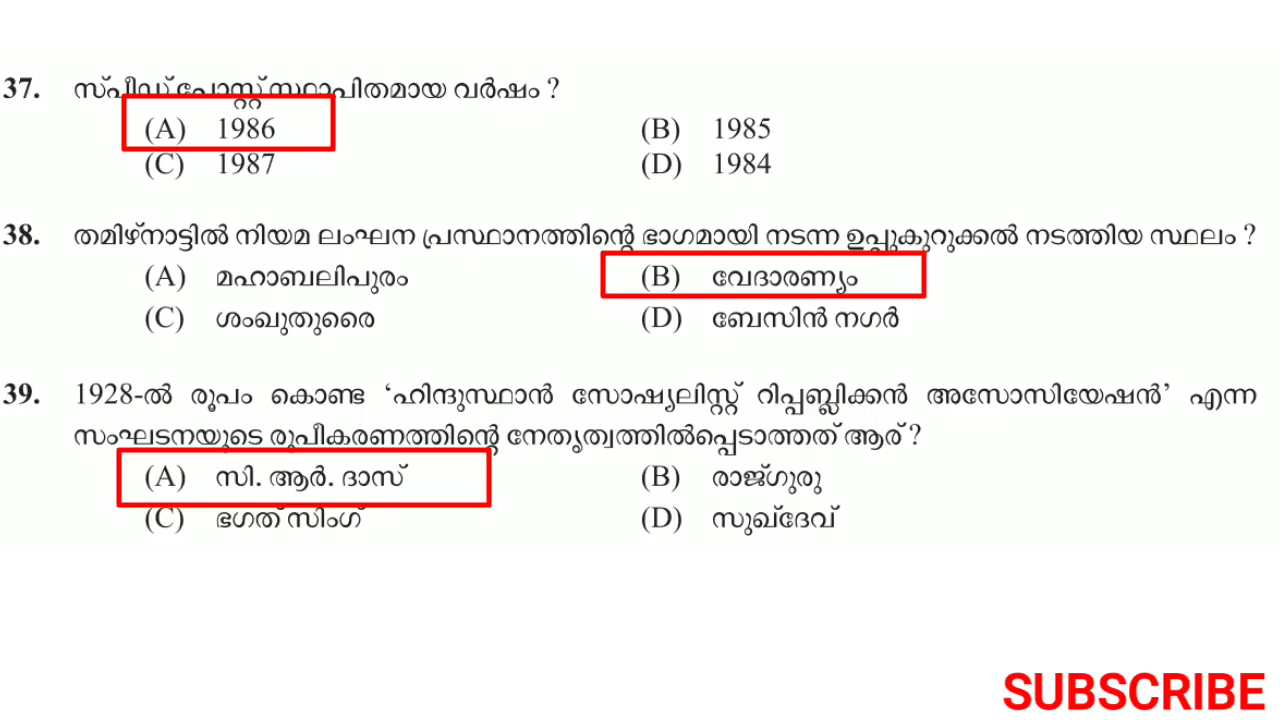 37. സ്പീഡ് പോസ്റ്റ് സ്ഥാപിതമായ വർഷം ?
(A) 1986 (B) 1985
(C) 1987 (D) 1984
38. തമിഴ്നാട്ടിൽ നിയമ ലംഘന പ്രസ്ഥാനത്തിന്റെ ഭാഗമായി നടന്ന ഉപ്പുകുറുക്കൽ നടത്തിയ സ്ഥലം ?
(A) മഹാബലിപുരം (B) വേദാരണ്യം
(C) ശംഖുതുരൈ (D) ബേസിൻ നഗർ
39. 1928-ൽ രൂപം കൊണ്ട ‘ഹിന്ദുസ്ഥാൻ സോഷ്യലിസ്റ്റ് റിപ്പബ്ലിക്കൻ അസോസിയേഷൻ’ എന്ന
സംഘടനയുടെ രൂപീകരണത്തിന്റെ നേതൃത്വത്തിൽപ്പെടാത്തത് ആര് ?
(A) സി. ആർ. ദാസ് (B) രാജ്ഗുരു
(C) ഭഗത് സിംഗ് (D) സുഖ്ദേവ്
SUBSCRIBE